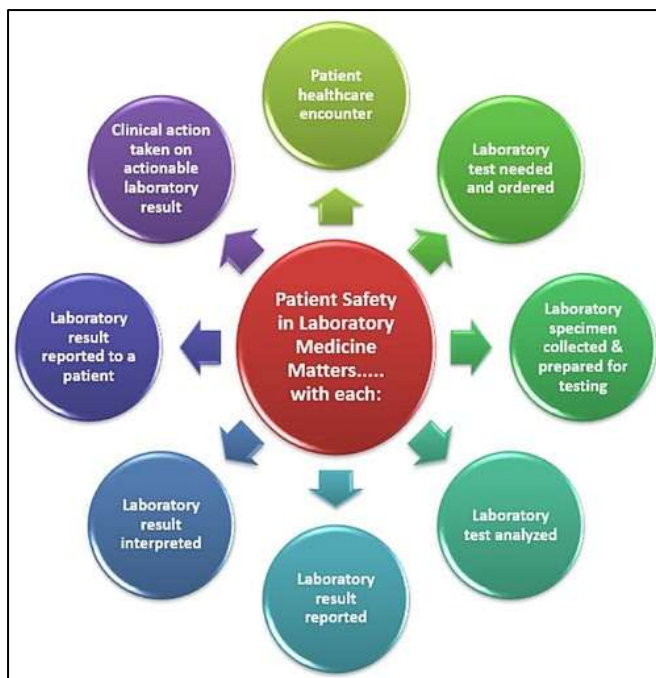 Patient
healthcare
encounter
Laboratory
test needed
and ordered
Laboratory
specimen
collected &
prepared for
testing
Laboratory
test analyzed
Laboratory
result
reported
Laboratory
result
interpreted
Laboratory
result
reported to a
patient
Clinical action
taken on
actionable
laboratory
result
Patient Safety
in Laboratory
Medicine
Matters.....
with each: